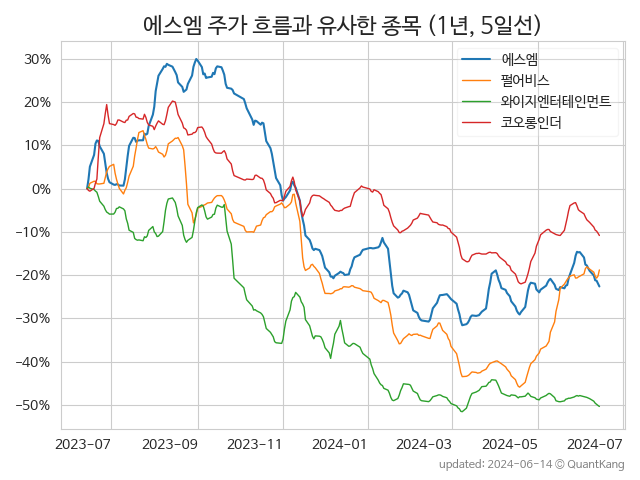 에스엠 주가 흐름과 유사한 종목 (1년, 5일선)
에스엠
펄어비스
와이지엔터테인먼트
코오롱인더
30%
20%
10%
0%
−10%
−20%
−30%
−40%
−50%
2023-07 2023-09 2023-11 2024-01 2024-03 2024-05 2024-07
updated: 2024-06-14 © QuantKang